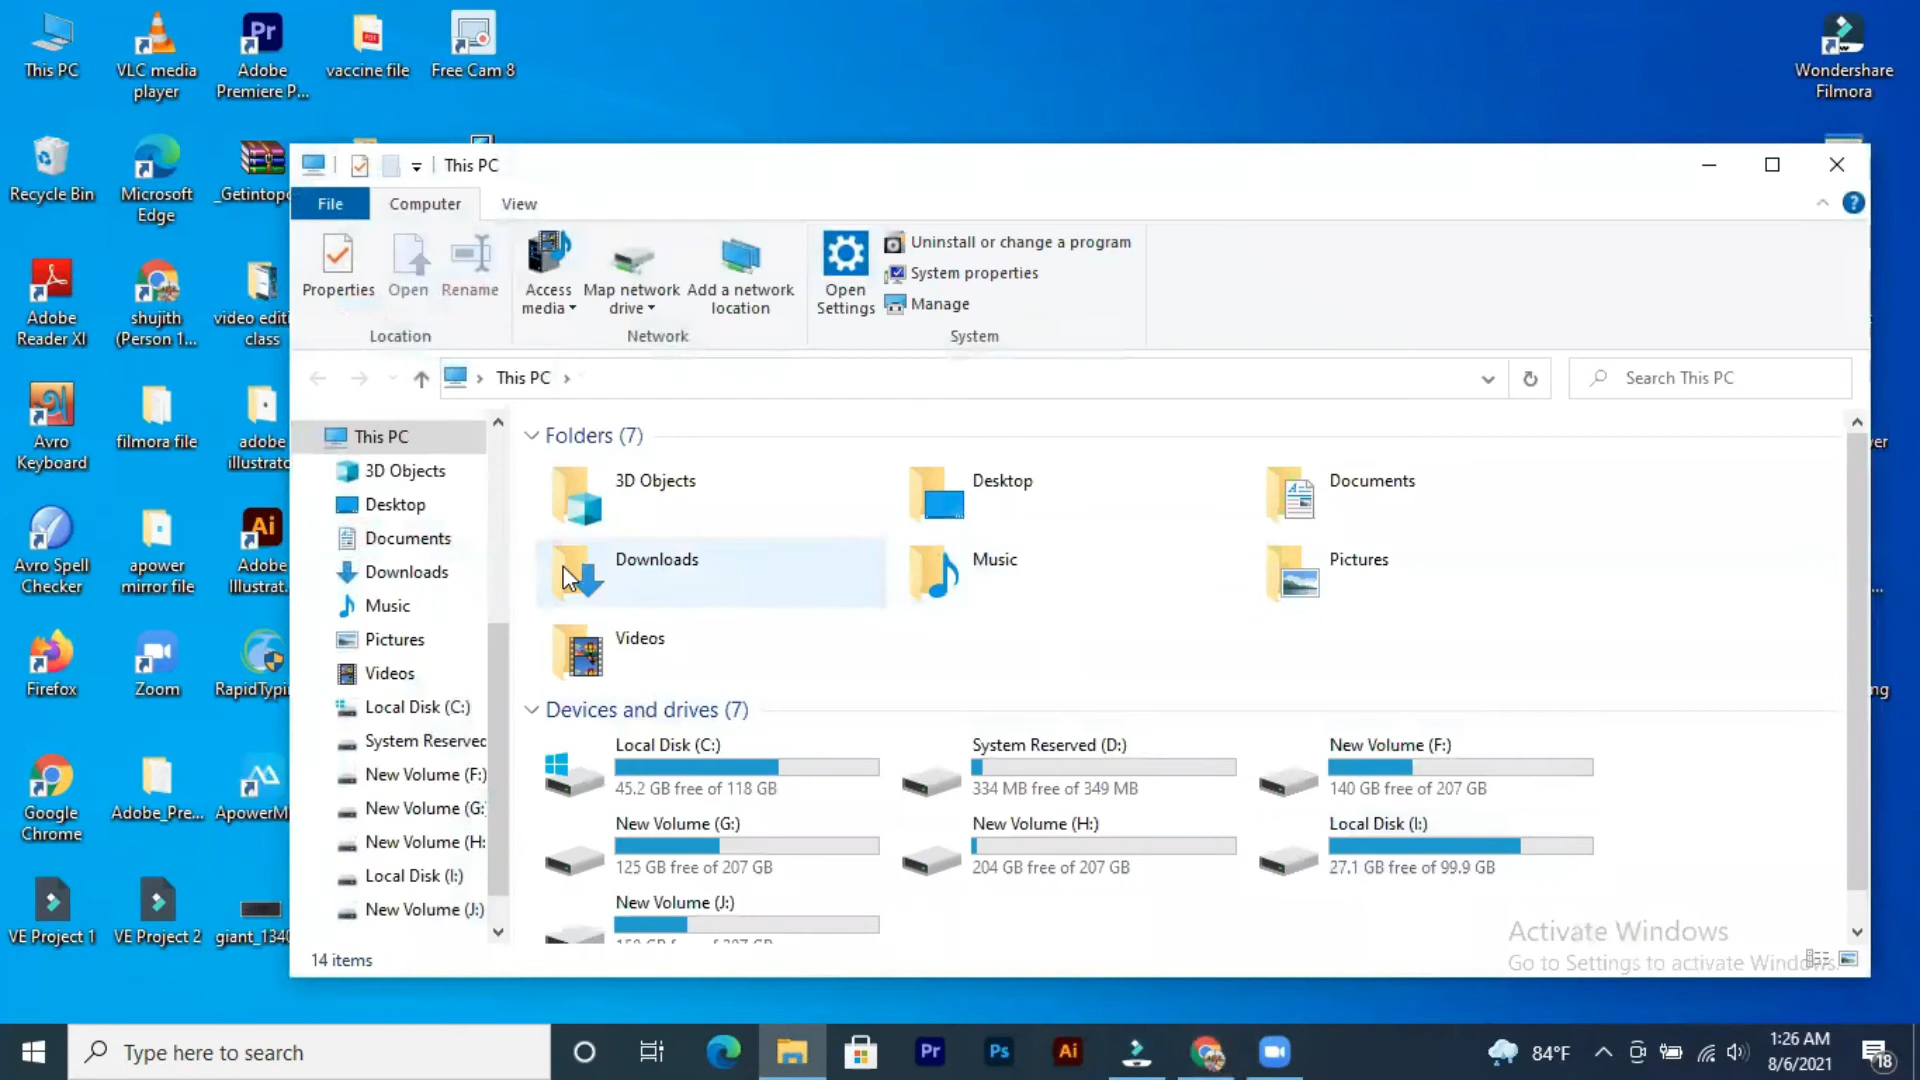 This PC
VLC media
player
Adobe
Premiere P...
vaccine file
Free Cam 8
Wondershare
Filmora
Recycle Bin
Microsoft
Edge
_Getintopc
Adobe
Reader XI
shujith
(Person 1...
video editi
class
Avro
Keyboard
filmora file
adobe
illustrato
Avro Spell
Checker
apower
mirror file
Adobe
Illustrat.
Firefox
Zoom
RapidTypin
Google
Chrome
Adobe_Pre...
ApowerM
VE Project 1
VE Project 2
giant_1340
This PC
File
Computer
View
Properties
Open
Rename
Location
Access
media
Map network
drive
Add a network
location
Network
Open
Settings
Uninstall or change a program
System properties
Manage
System
This PC
Search This PC
This PC
3D Objects
Desktop
Documents
Downloads
Music
Pictures
Videos
Local Disk (C:)
System Reserved
New Volume (F:)
New Volume (G:
New Volume (H:
Local Disk (I:)
New Volume (J:)
Folders (7)
3D Objects
Desktop
Documents
Downloads
Music
Pictures
Videos
Devices and drives (7)
Local Disk (C:)
45.2 GB free of 118 GB
System Reserved (D:)
334 MB free of 349 MB
New Volume (F:)
140 GB free of 207 GB
New Volume (G:)
125 GB free of 207 GB
New Volume (H:)
204 GB free of 207 GB
Local Disk (I:)
27.1 GB free of 99.9 GB
New Volume (J:)
Activate Windows
Go to Settings to activate Windows.
14 items
Type here to search
Pr
Ps
Ai
84°F
1:26 AM
8/6/2021
18